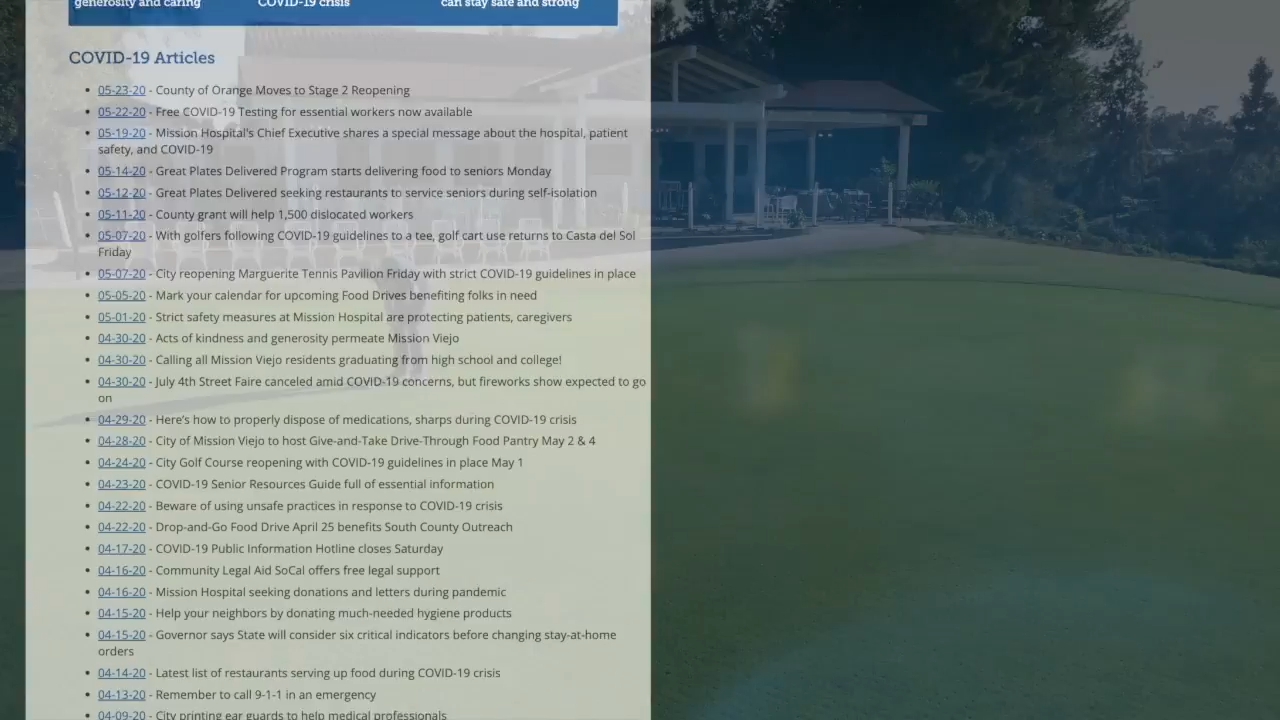 generosity and caring COVID-19 crisis can stay safe and strong
COVID-19 Articles
05-23-20 - County of Orange Moves to Stage 2 Reopening
05-22-20 - Free COVID-19 Testing for essential workers now available
05-19-20 - Mission Hospital's Chief Executive shares a special message about the hospital, patient
safety, and COVID-19
05-14-20 - Great Plates Delivered Program starts delivering food to seniors Monday
05-12-20 - Great Plates Delivered seeking restaurants to service seniors during self-isolation
05-11-20 - County grant will help 1,500 dislocated workers
05-07-20 - With golfers following COVID-19 guidelines to a tee, golf cart use returns to Casta del Sol
Friday
05-07-20 - City reopening Marguerite Tennis Pavilion Friday with strict COVID-19 guidelines in place
05-05-20 - Mark your calendar for upcoming Food Drives benefiting folks in need
05-01-20 - Strict safety measures at Mission Hospital are protecting patients, caregivers
04-30-20 - Acts of kindness and generosity permeate Mission Viejo
04-30-20 - Calling all Mission Viejo residents graduating from high school and college!
04-30-20 - July 4th Street Faire canceled amid COVID-19 concerns, but fireworks show expected to go
on
04-29-20 - Here's how to properly dispose of medications, sharps during COVID-19 crisis
04-28-20 - City of Mission Viejo to host Give-and-Take Drive-Through Food Pantry May 2 & 4
04-24-20 - City Golf Course reopening with COVID-19 guidelines in place May 1
04-23-20 - COVID-19 Senior Resources Guide full of essential information
04-22-20 - Beware of using unsafe practices in response to COVID-19 crisis
04-22-20 - Drop-and-Go Food Drive April 25 benefits South County Outreach
04-17-20 - COVID-19 Public Information Hotline closes Saturday
04-16-20 - Community Legal Aid SoCal offers free legal support
04-16-20 - Mission Hospital seeking donations and letters during pandemic
04-15-20 - Help your neighbors by donating much-needed hygiene products
04-15-20 - Governor says State will consider six critical indicators before changing stay-at-home
orders
04-14-20 - Latest list of restaurants serving up food during COVID-19 crisis
04-13-20 - Remember to call 9-1-1 in an emergency
04-09-20 - City printing ear guards to help medical professionals